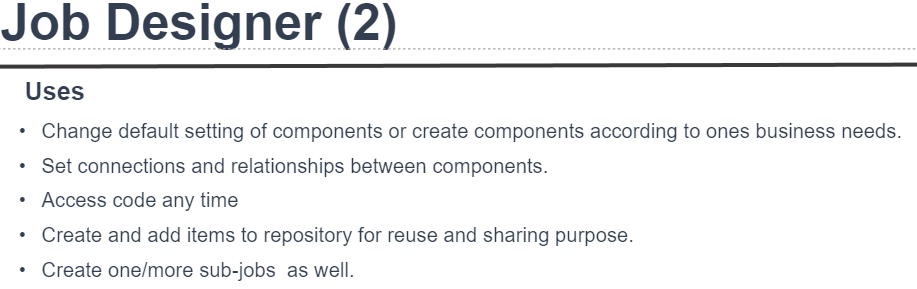 Job Designer (2)
Uses
• Change default setting of components or create components according to ones business needs.
• Set connections and relationships between components.
• Access code any time
• Create and add items to repository for reuse and sharing purpose.
• Create one/more sub-jobs  as well.